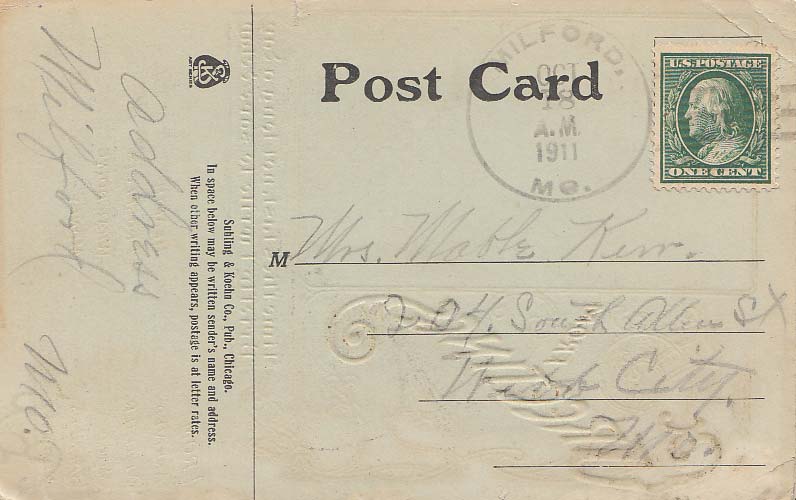 address
Milford Mo.
Suhling & Koehn Co., Pub., Chicago.
In space below may be written sender's name and address.
When other writing appears, postage is at letter rates.
Post Card
MILFORD,
OCT
18
A.M.
1911
MO.
U.S. POSTAGE
ONE CENT
M Mrs. Mable Kerr.
204. South Allen St
Webb City.
Mo.